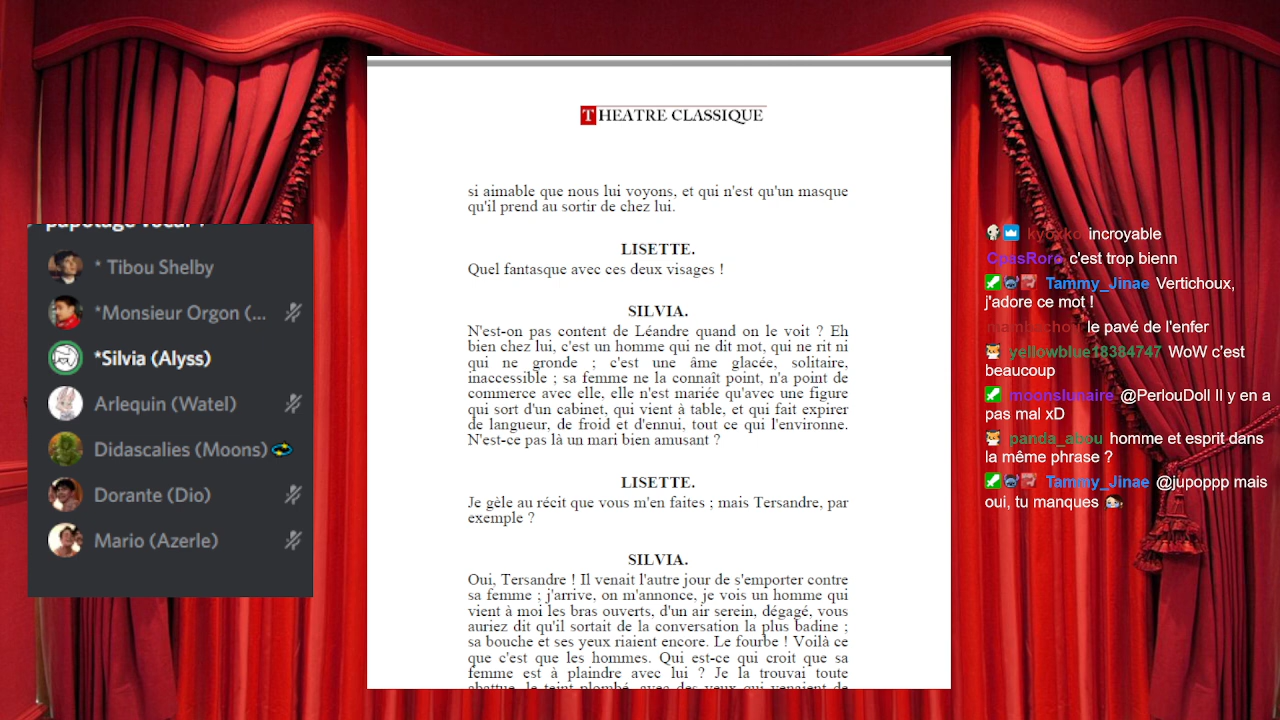 THEATRE CLASSIQUE
si aimable que nous lui voyons, et qui n'est qu'un masque
qu'il prend au sortir de chez lui.
LISETTE.
Quel fantasque avec ces deux visages !
SILVIA.
N'est-on pas content de Léandre quand on le voit ? Eh
bien chez lui, c'est un homme qui ne dit mot, qui ne rit ni
qui ne gronde ; c'est une âme glacée, solitaire,
inaccessible ; sa femme ne la connaît point, n'a point de
commerce avec elle, elle n'est mariée qu'avec une figure
qui sort d'un cabinet, qui vient à table, et qui fait expirer
de langueur, de froid et d'ennui, tout ce qui l'environne.
N'est-ce pas là un mari bien amusant ?
LISETTE.
Je gèle au récit que vous m'en faites ; mais Tersandre, par
exemple ?
SILVIA.
Oui, Tersandre ! Il venait l'autre jour de s'emporter contre
sa femme ; j'arrive, on m'annonce, je vois un homme qui
vient à moi les bras ouverts, d'un air serein, dégagé, vous
auriez dit qu'il sortait de la conversation la plus badine ;
sa bouche et ses yeux riaient encore. Le fourbe ! Voilà ce
que c'est que les hommes. Qui est-ce qui croit que sa
femme est à plaindre avec lui ? Je la trouvai toute
abattue, le teint plombé, avec des yeux qui venaient de
* Tibou Shelby
*Monsieur Orgon (...
*Silvia (Alyss)
Arlequin (Watel)
Didascalies (Moons)
Dorante (Dio)
Mario (Azerle)
kyoxko incroyable
CpasRoro c'est trop bienn
Tammy_Jinae Vertichoux,
j'adore ce mot !
le pavé de l'enfer
yellowblue18384747 WoW c'est
beaucoup
moonslunaire @PerlouDoll Il y en a
pas mal xD
panda_abou homme et esprit dans
la même phrase ?
Tammy_Jinae @jupoppp mais
oui, tu manques